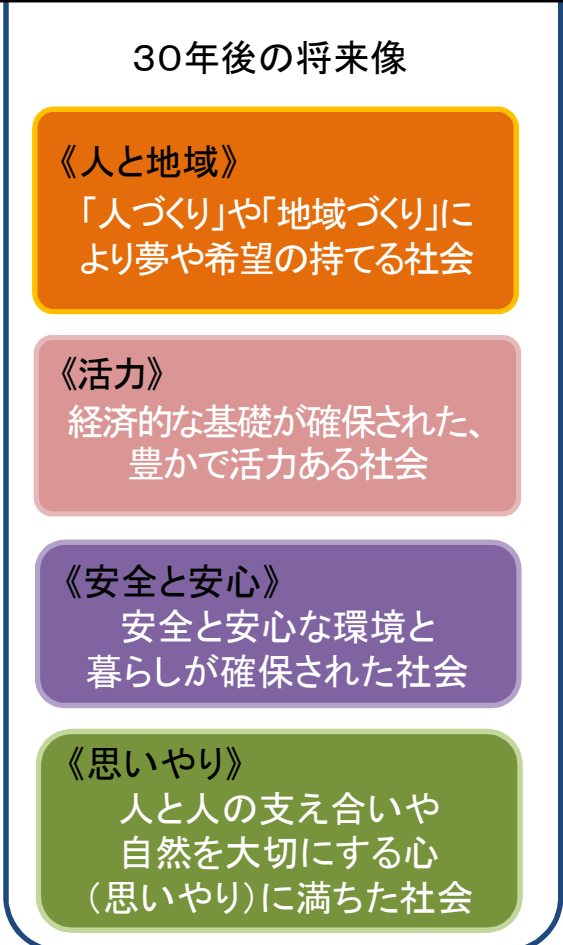 30年後の将来像
《人と地域》
「人づくり」や「地域づくり」に
より夢や希望の持てる社会
《活力》
経済的な基礎が確保された、
豊かで活力ある社会
《安全と安心》
安全と安心な環境と
暮らしが確保された社会
《思いやり》
人と人の支え合いや
自然を大切にする心
（思いやり）に満ちた社会